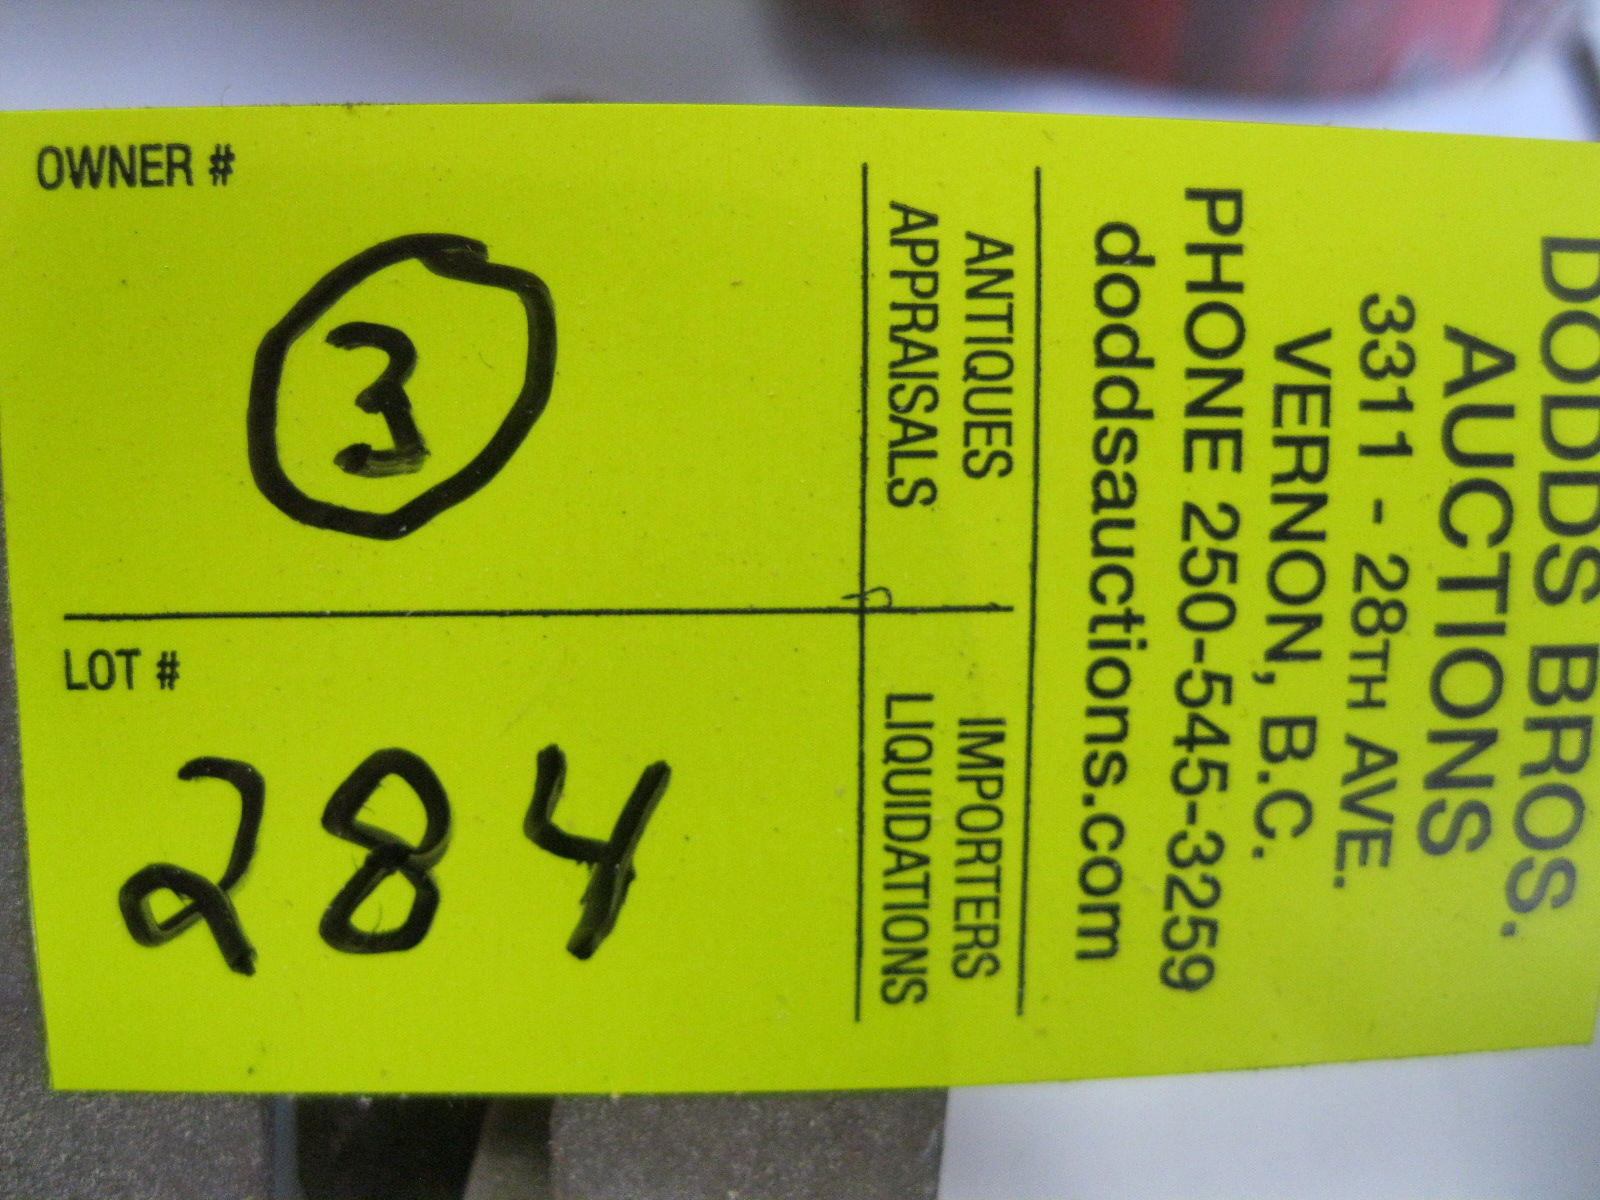 DODDS BROS.
AUCTIONS
3311 - 28TH AVE.
VERNON, B.C.
PHONE 250-545-3259
doddsauctions.com
ANTIQUES IMPORTERS
APPRAISALS LIQUIDATIONS
OWNER #
3
LOT #
284